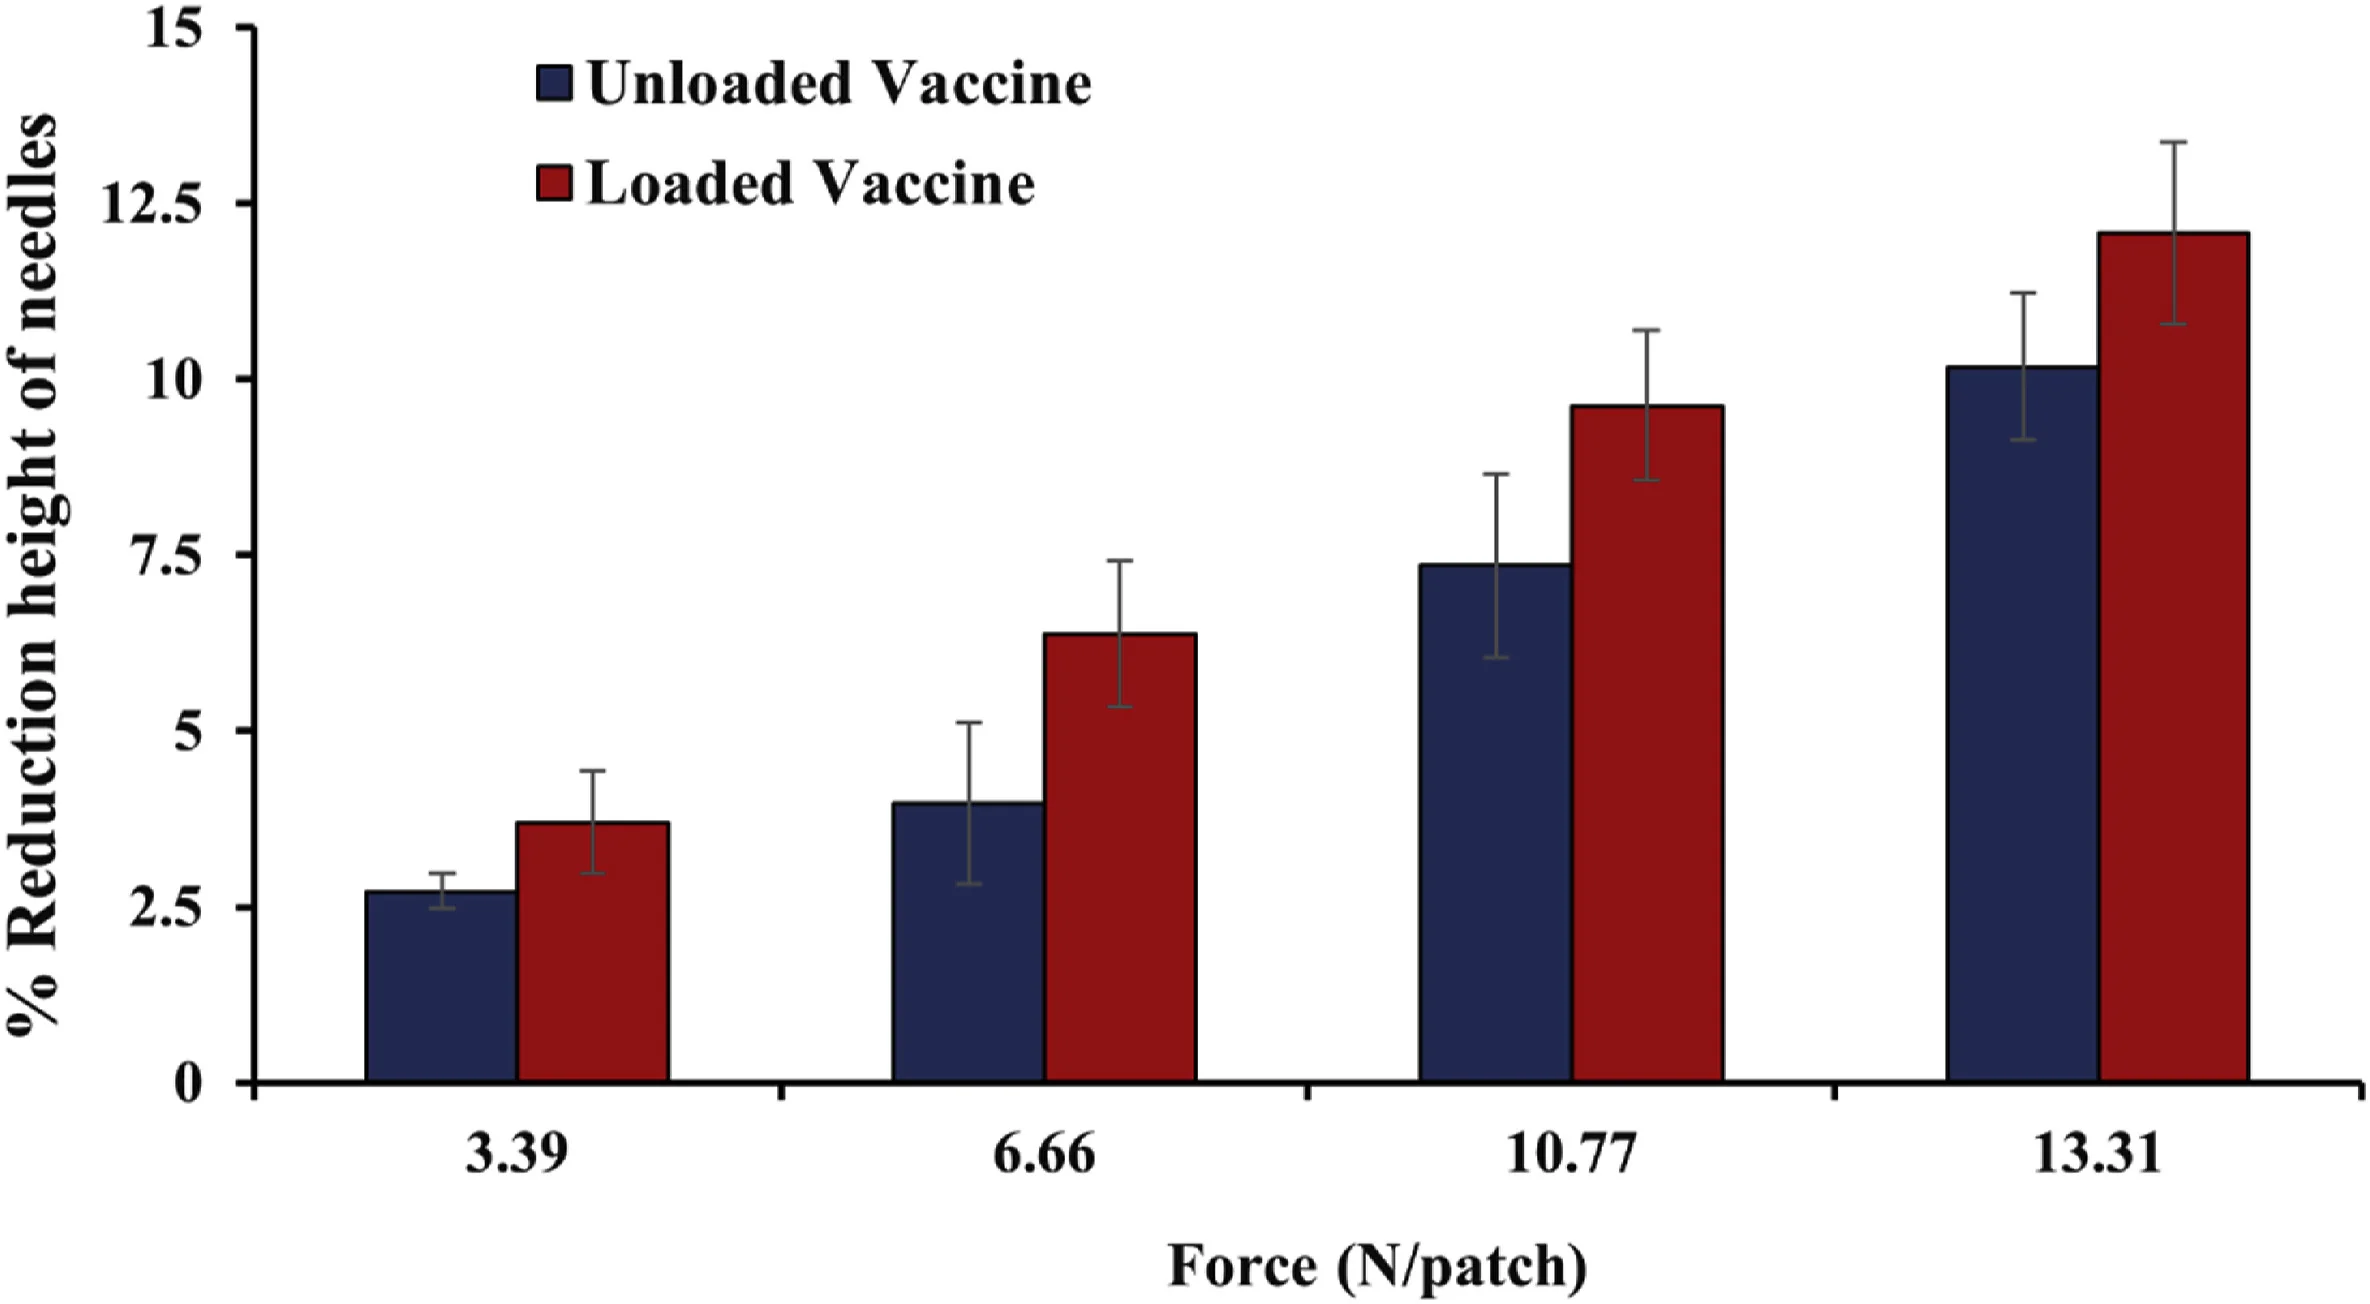 % Reduction height of needles
15
12.5
10
7.5
5
2.5
0
Unloaded Vaccine
Loaded Vaccine
3.39 6.66 10.77 13.31
Force (N/patch)